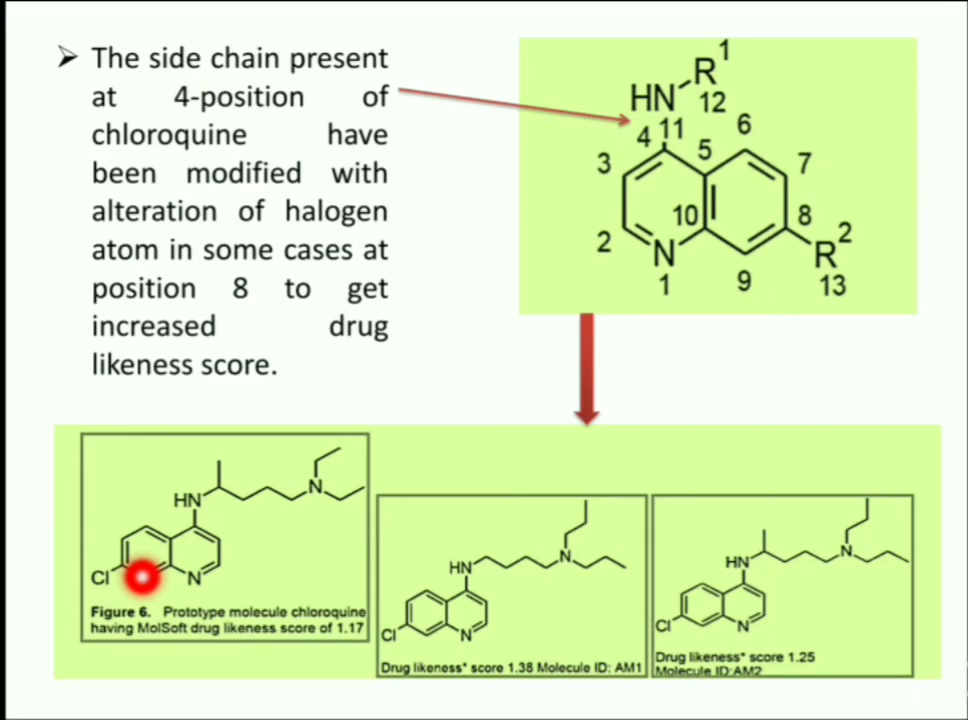 ➢ The side chain present
at 4-position of
chloroquine have
been modified with
alteration of halogen
atom in some cases at
position 8 to get
increased drug
likeness score.
R¹
HN 12
4 11 6
3 5 7
10 8
2 R²
N
1 9 13
HN
N
Cl
N
Figure 6. Prototype molecule chloroquine
having MolSoft drug likeness score of 1.17
HN
N
Cl
N
Drug likeness* score 1.38 Molecule ID: AM1
HN
N
Cl
N
Drug likeness* score 1.25
Molecule ID:AM2